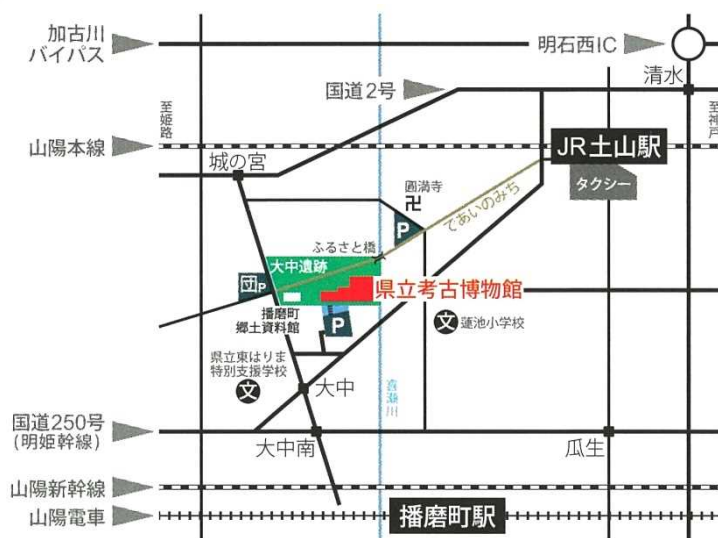 加古川
バイパス
明石西IC
国道2号
清水
至姫路
至神戸
山陽本線
城の宮
JR土山駅
タクシー
圓満寺
卍
であいのみち
P
ふるさと橋
大中遺跡
団P
県立考古博物館
播磨町
郷土資料館
P
文 蓮池小学校
県立東はりま
特別支援学校
文
大中
喜瀬川
国道250号
(明姫幹線)
大中南
瓜生
山陽新幹線
山陽電車
播磨町駅